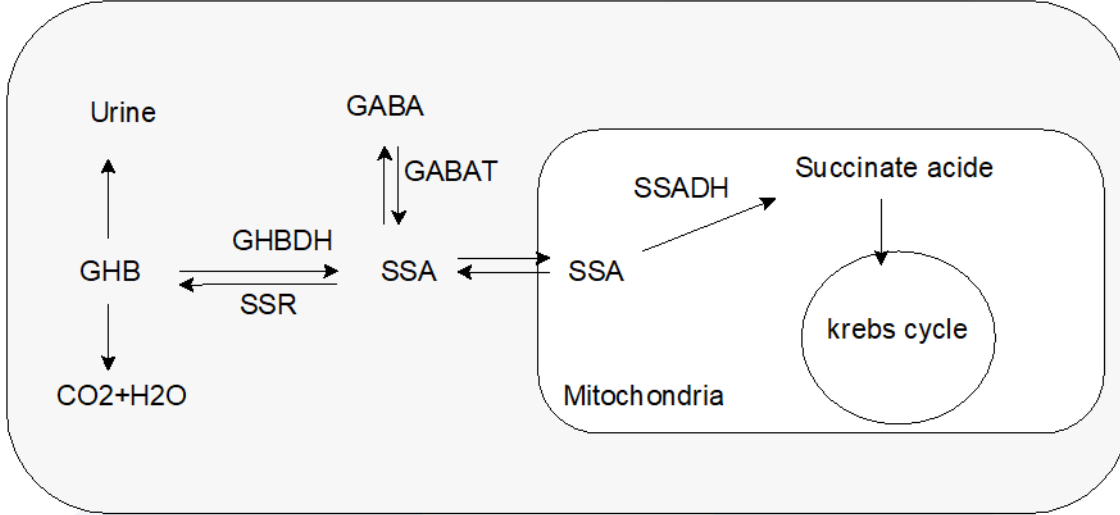 Urine
GABA
GABAT
Succinate acide
SSADH
GHBDH
GHB
SSA
SSA
SSR
krebs cycle
CO2+H2O
Mitochondria